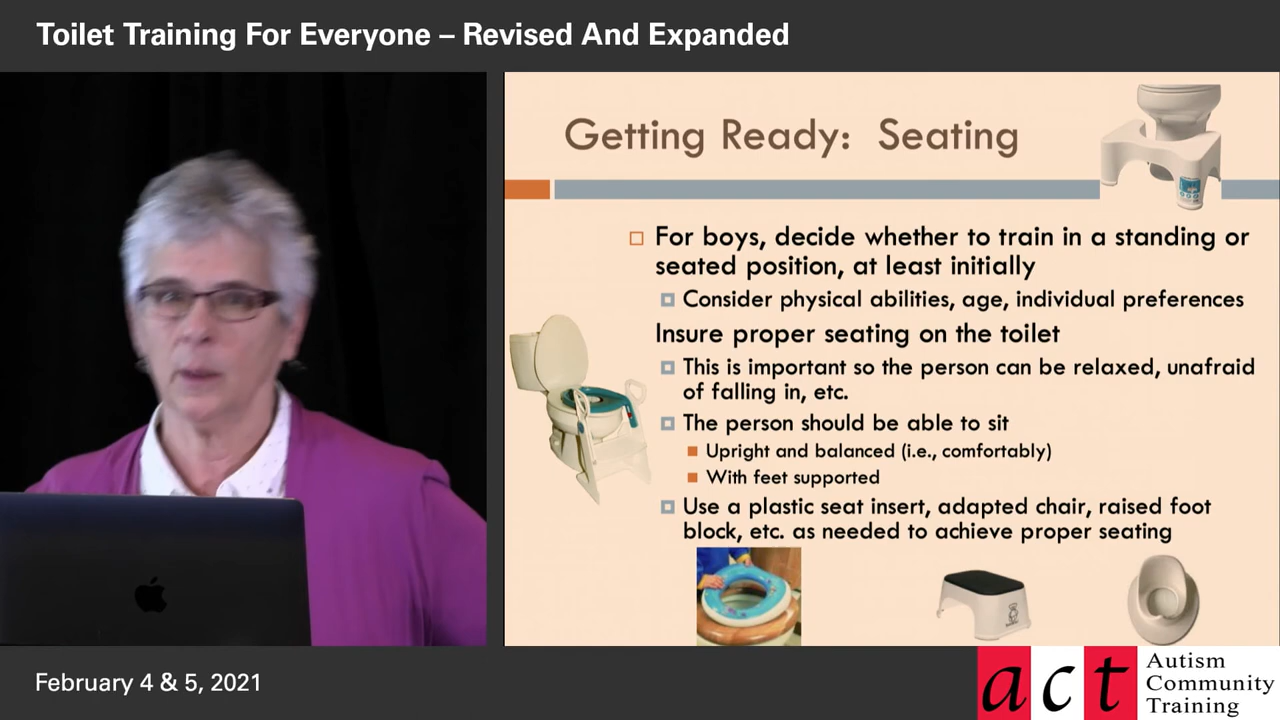 Toilet Training For Everyone – Revised And Expanded
Getting Ready: Seating
For boys, decide whether to train in a standing or
seated position, at least initially
Consider physical abilities, age, individual preferences
Insure proper seating on the toilet
This is important so the person can be relaxed, unafraid
of falling in, etc.
The person should be able to sit
Upright and balanced (i.e., comfortably)
With feet supported
Use a plastic seat insert, adapted chair, raised foot
block, etc. as needed to achieve proper seating
February 4 & 5, 2021
act
Autism
Community
Training